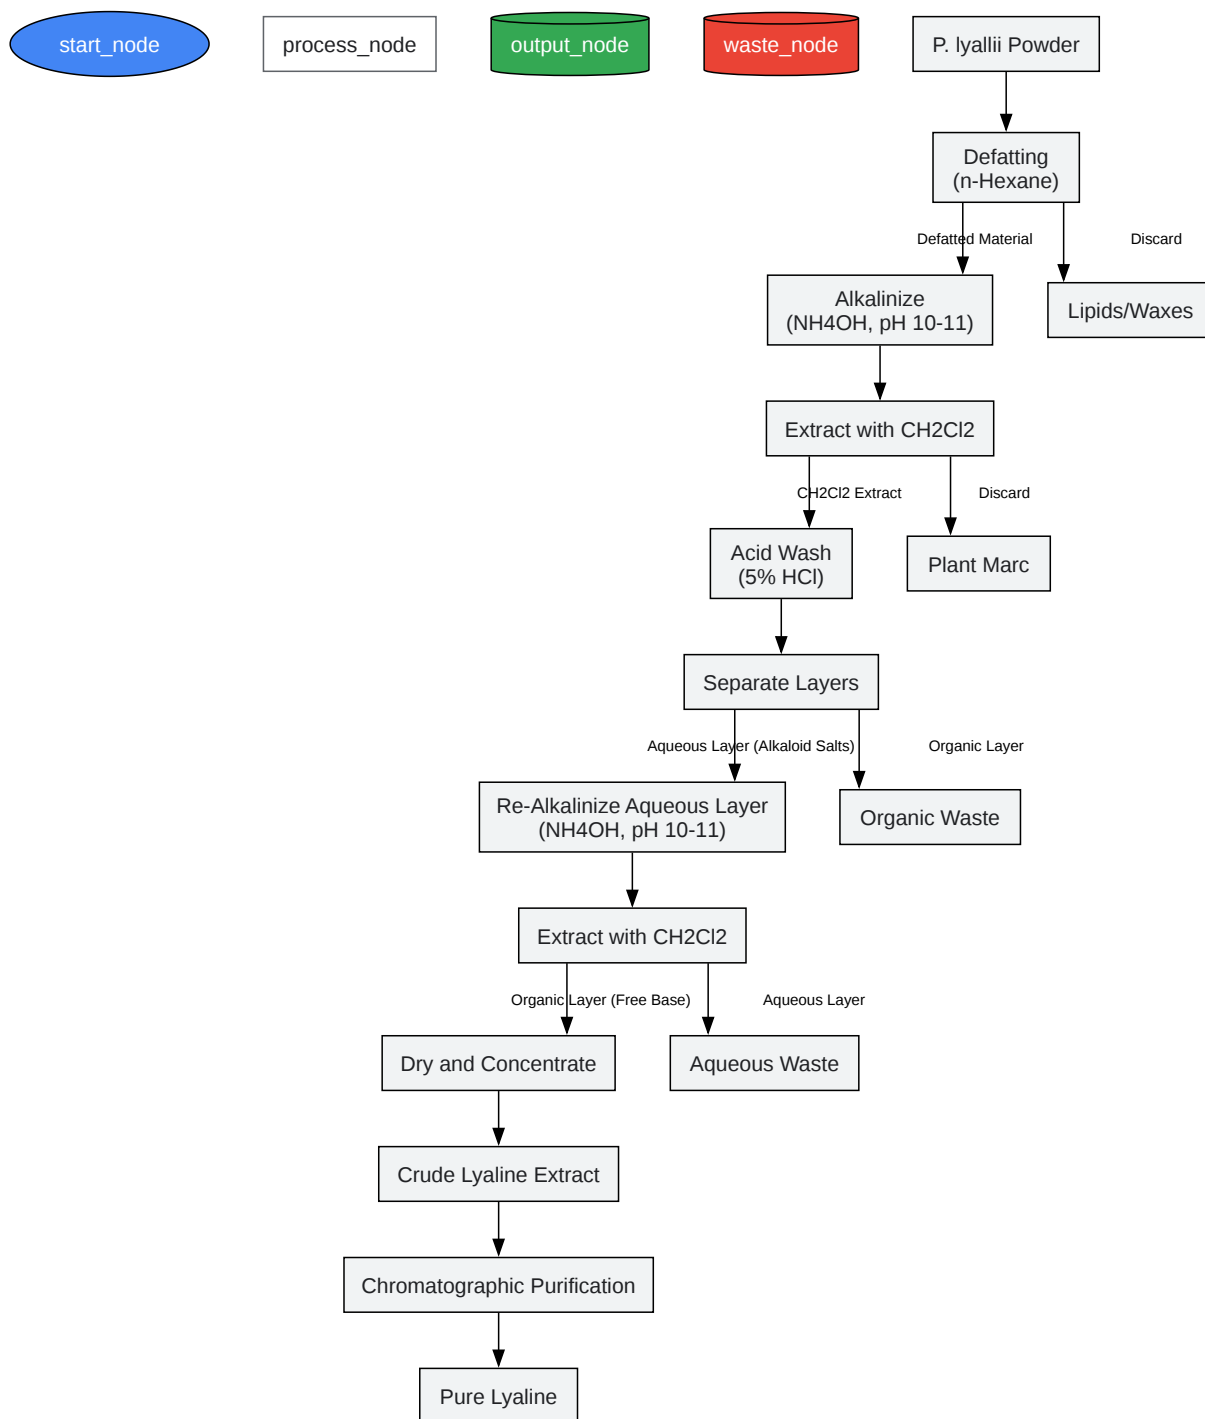 start_node
process_node
output_node
waste_node
P. lyallii Powder
Defatting
(n-Hexane)
Defatted Material
Discard
Alkalinize
(NH4OH, pH 10-11)
Lipids/Waxes
Extract with CH2Cl2
CH2Cl2 Extract
Discard
Acid Wash
(5% HCl)
Plant Marc
Separate Layers
Aqueous Layer (Alkaloid Salts)
Organic Layer
Re-Alkalinize Aqueous Layer
(NH4OH, pH 10-11)
Organic Waste
Extract with CH2Cl2
Organic Layer (Free Base)
Aqueous Layer
Dry and Concentrate
Aqueous Waste
Crude Lyaline Extract
Chromatographic Purification
Pure Lyaline